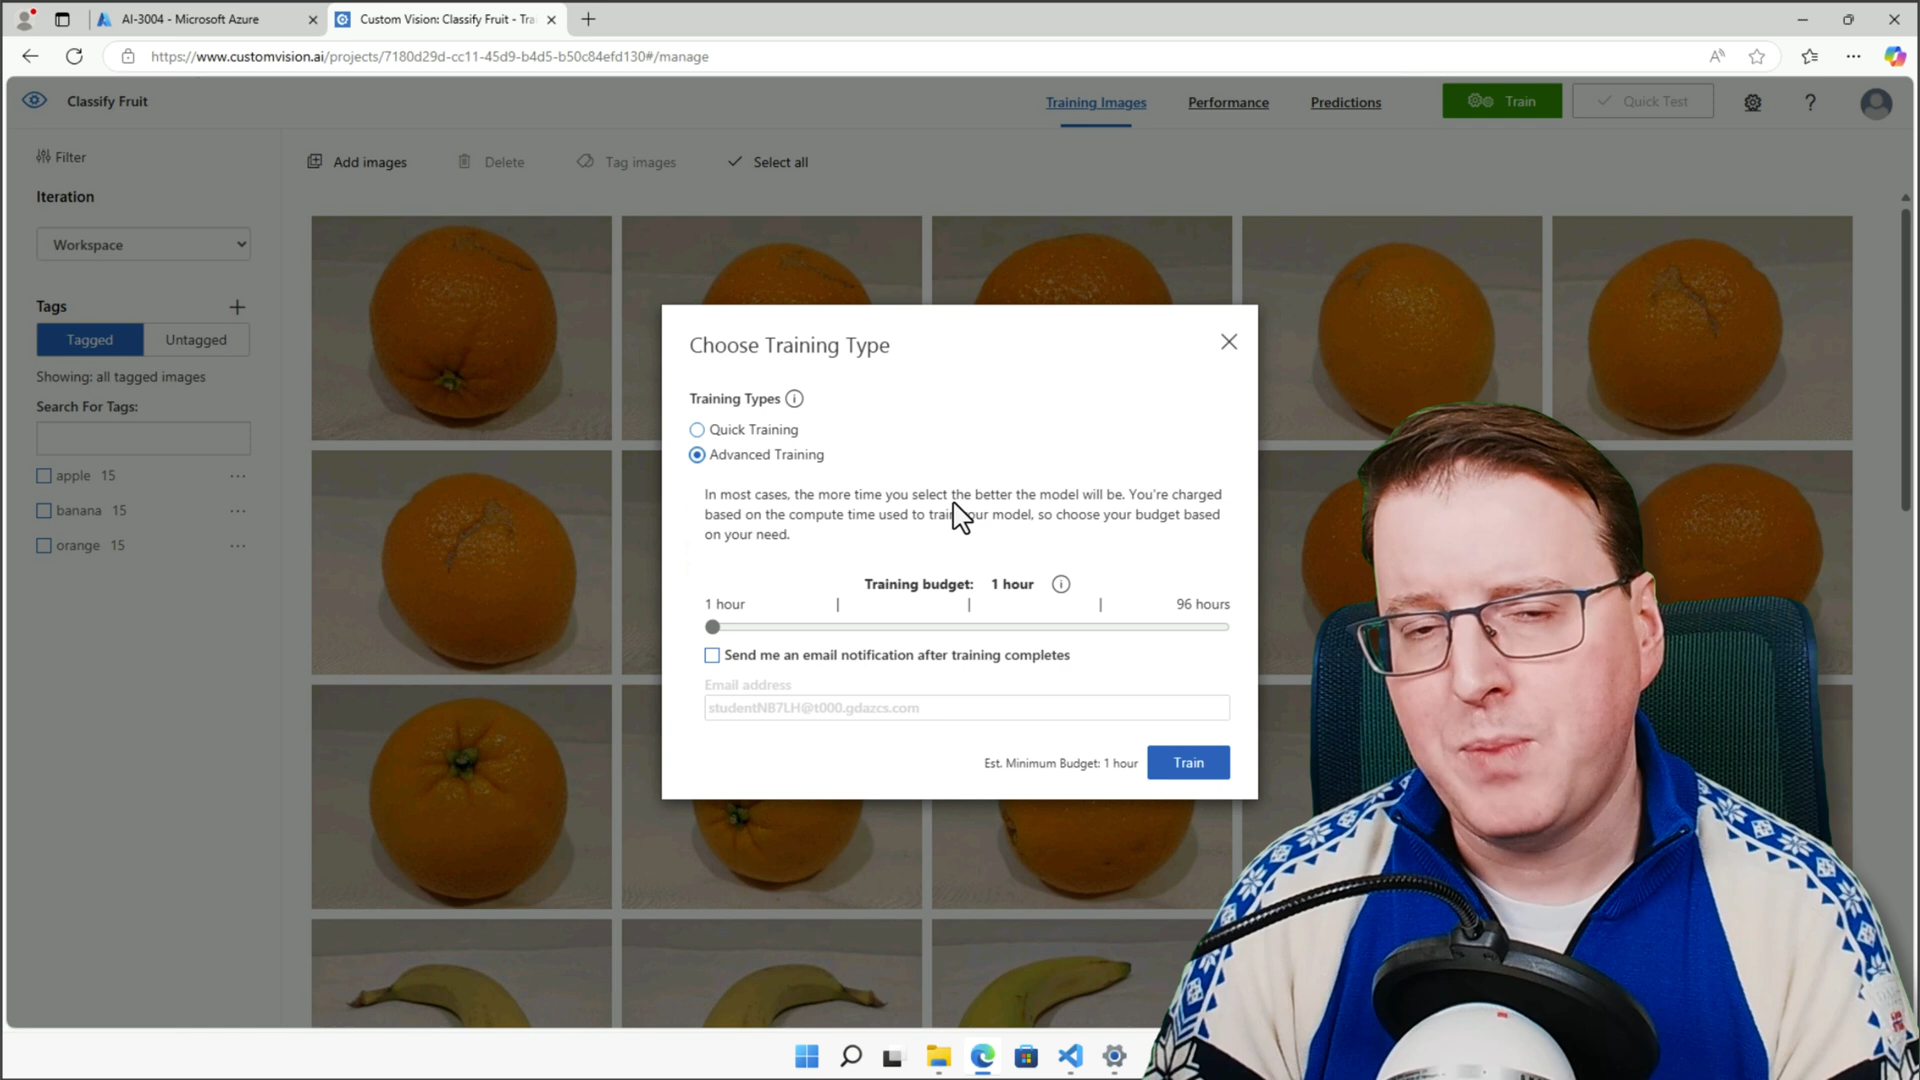 AI-3004 - Microsoft Azure
Custom Vision: Classify Fruit - Tra
https://www.customvision.ai/projects/7180d29d-cc11-45d9-b4d5-b50c84efd130#/manage
Classify Fruit
Training Images
Performance
Predictions
Train
Quick Test
?
Filter
Add images
Delete
Tag images
Select all
Iteration
Workspace
Tags
Tagged
Untagged
Showing: all tagged images
Search For Tags:
apple 15
banana 15
orange 15
Choose Training Type
Training Types
Quick Training
Advanced Training
In most cases, the more time you select the better the model will be. You're charged
based on the compute time used to train your model, so choose your budget based
on your need.
Training budget: 1 hour
1 hour
96 hours
Send me an email notification after training completes
Email address
studentNB7LH@t000.gdazcs.com
Est. Minimum Budget: 1 hour
Train